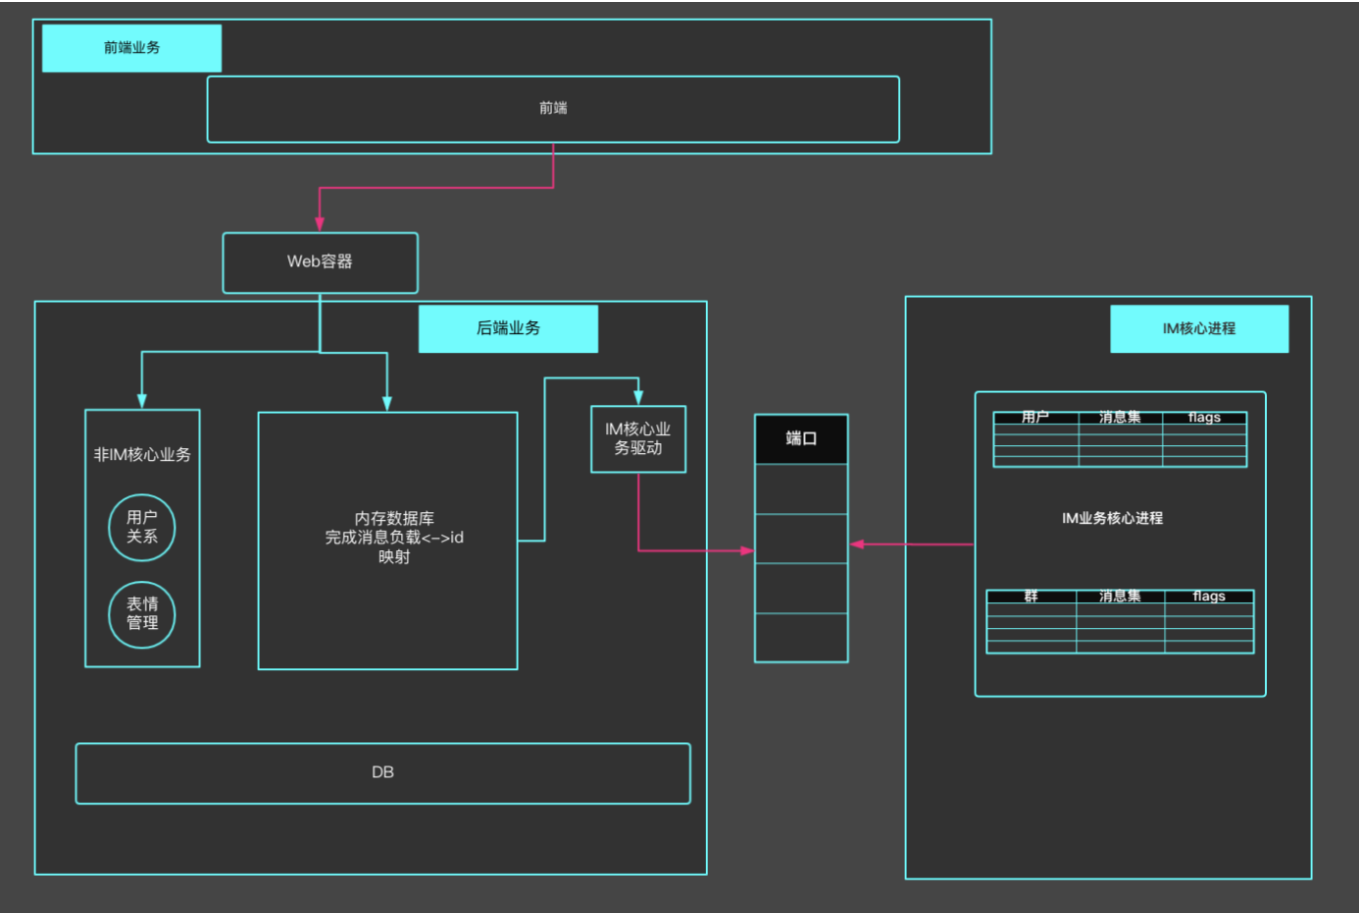 前端业务
前端
Web容器
后端业务
IM核心进程
非IM核心业务
用户
关系
表情
管理
内存数据库
完成消息负载<->id
映射
IM核心业
务驱动
端口
用户 消息集 flags
IM业务核心进程
群 消息集 flags
DB